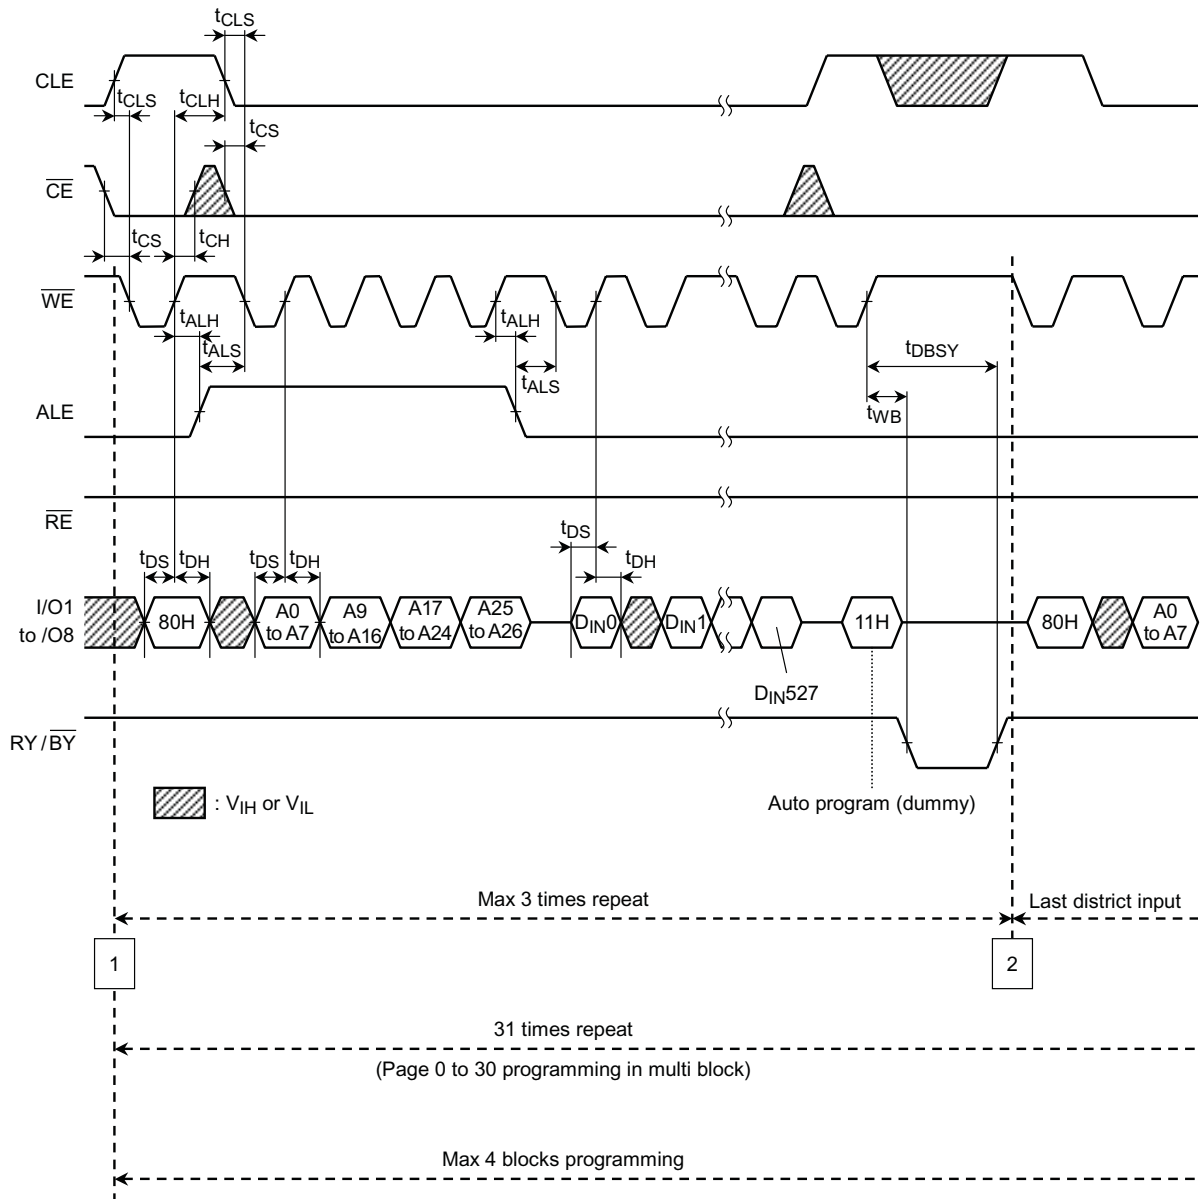 tCLS
CLE
tCLS
tCLH
tCS
CE
tCS
tCH
WE
tALH
tALH
tALS
tDBSY
tALS
ALE
tWB
RE
tDS
tDS
tDH
tDS
tDH
tDH
I/O1
to /O8
80H
A0
to A7
A9
to A16
A17
to A24
A25
to A26
DIN0
DIN1
11H
80H
A0
to A7
DIN527
RY/BY
: VIH or VIL
Auto program (dummy)
Max 3 times repeat
Last district input
1
2
31 times repeat
(Page 0 to 30 programming in multi block)
Max 4 blocks programming